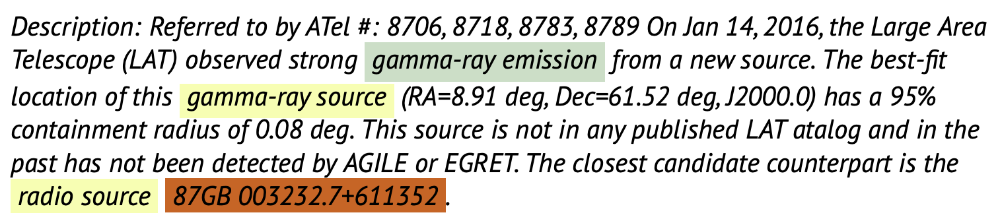 Description: Referred to by ATel #: 8706, 8718, 8783, 8789 On Jan 14, 2016, the Large Area
Telescope (LAT) observed strong gamma-ray emission from a new source. The best-fit
location of this gamma-ray source (RA=8.91 deg, Dec=61.52 deg, J2000.0) has a 95%
containment radius of 0.08 deg. This source is not in any published LAT atalog and in the
past has not been detected by AGILE or EGRET. The closest candidate counterpart is the
radio source 87GB 003232.7+611352.